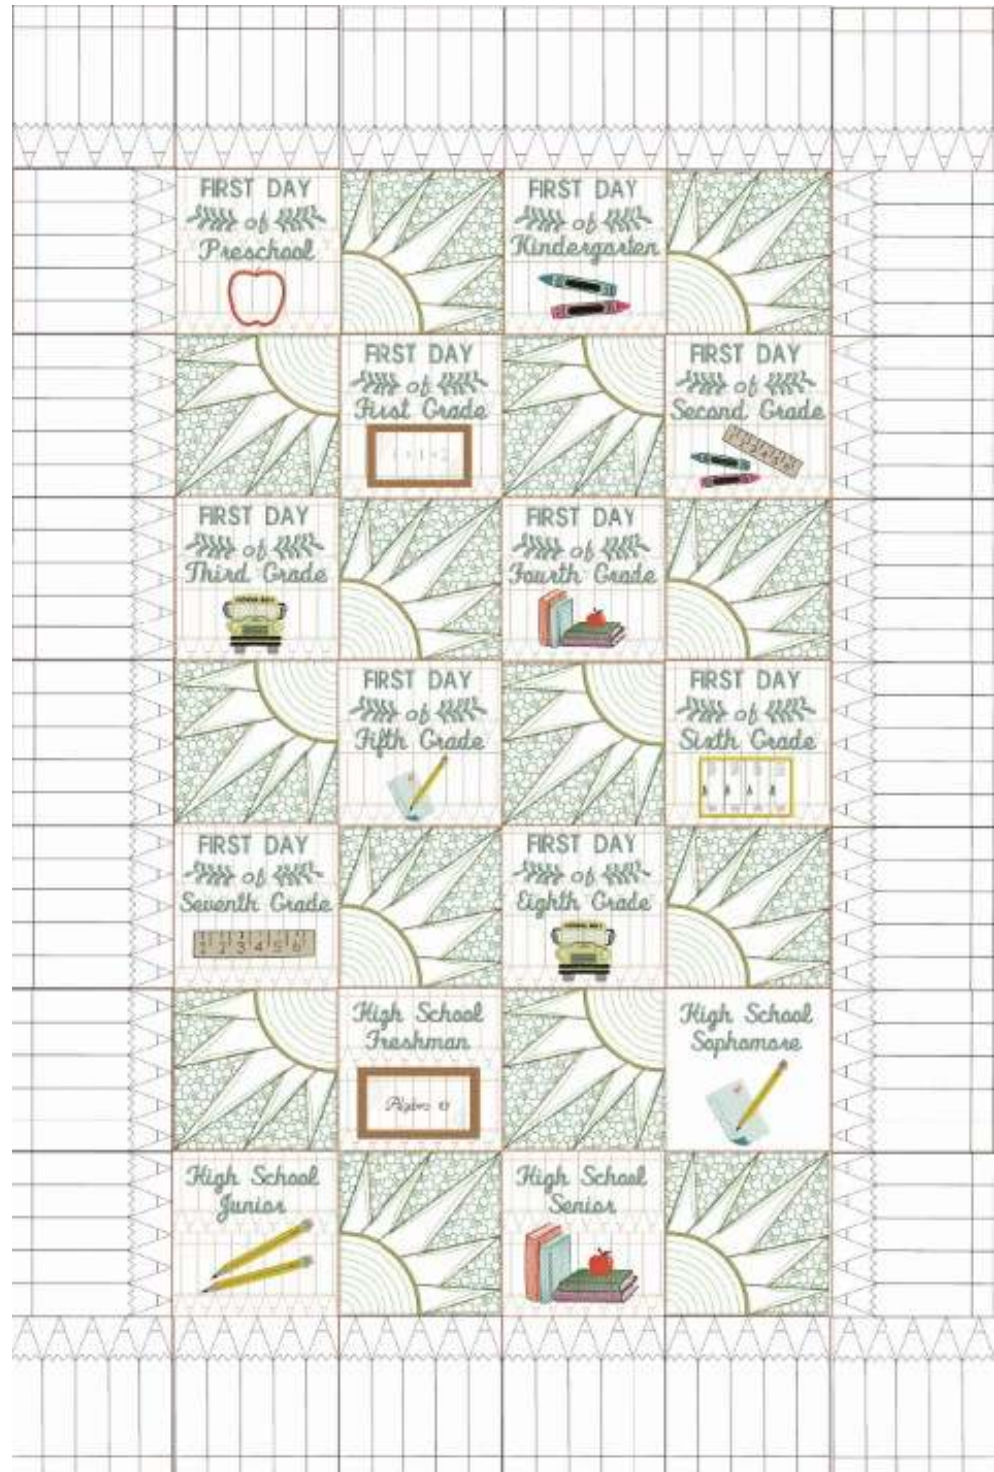 FIRST DAY
of
Preschool
FIRST DAY
of
Kindergarten
FIRST DAY
of
First Grade
1+1=2
FIRST DAY
of
Second Grade
FIRST DAY
of
Third Grade
FIRST DAY
of
Fourth Grade
FIRST DAY
of
Fifth Grade
FIRST DAY
of
Sixth Grade
FIRST DAY
of
Seventh Grade
1 2 3 4 5 6
FIRST DAY
of
Eighth Grade
High School
Freshman
High School
Sophomore
High School
Junior
High School
Senior